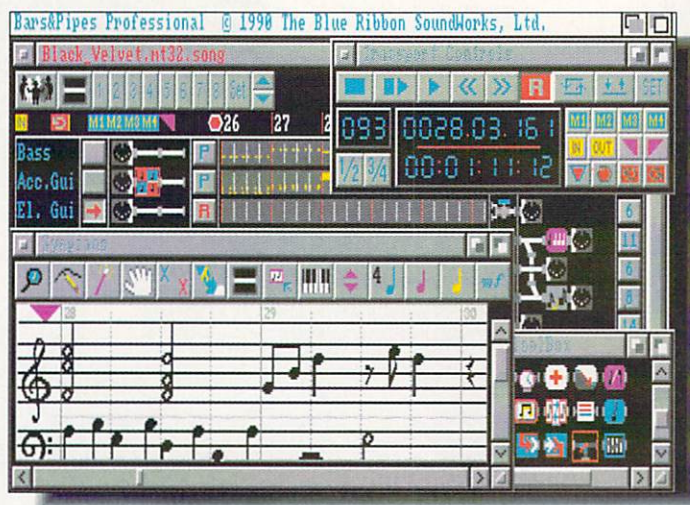 Bars&Pipes Professional © 1990 The Blue Ribbon SoundWorks, Ltd.
Black_Velvet.mt32.song
Transport Controls
1 2 3 4 5 6 7 8 Set
R SET
IN M1 M2 M3 M4 26 27 2
093 0028.03.161
M1 M2 M3 M4
1/2 3/4 00:01:11:12
IN OUT
Bass P
Acc.Gui P
El. Gui R
6
11
6
8
14
4
28 29 30
ToolBox